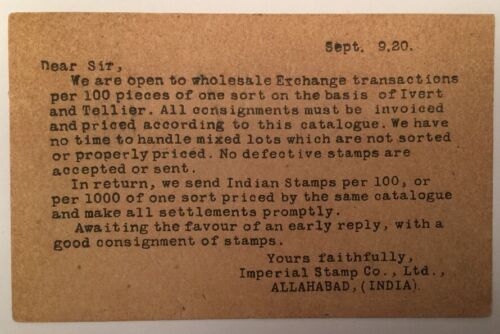 Sept. 9.20.
Dear Sir,
We are open to wholesale Exchange transactions
per 100 pieces of one sort on the basis of Ivert
and Tellier. All consignments must be invoiced
and priced according to this catalogue. We have
no time to handle mixed lots which are not sorted
or properly priced. No defective stamps are
accepted or sent.
In return, we send Indian Stamps per 100, or
per 1000 of one sort priced by the same catalogue
and make all settlements promptly.
Awaiting the favour of an early reply, with a
good consignment of stamps.
Yours faithfully,
Imperial Stamp Co., Ltd.,
ALLAHABAD, (INDIA).